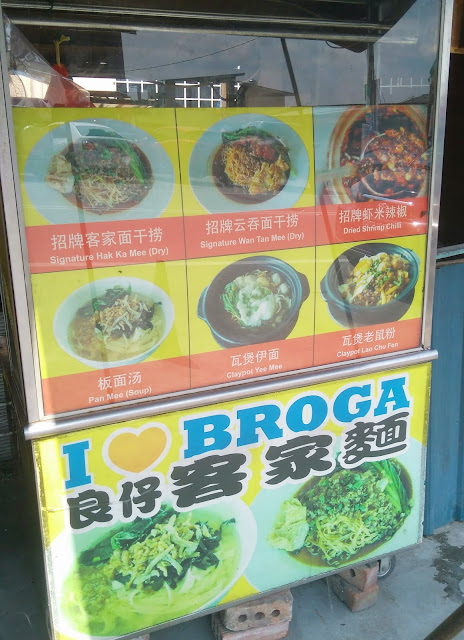 招牌客家面干捞
Signature Hak Ka Mee (Dry)
招牌云吞面干捞
Signature Wan Tan Mee (Dry)
招牌虾米辣椒
Dried Shrimp Chilli
板面汤
Pan Mee (Soup)
瓦煲伊面
Claypot Yee Mee
瓦煲老鼠粉
Claypot Lao Chu Fen
I BROGA
良仔客家麵